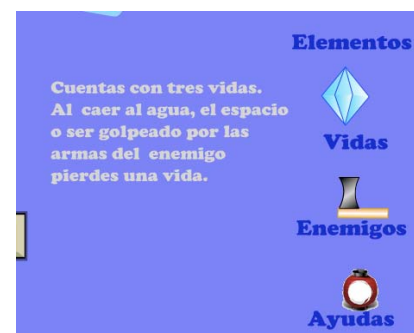 Elementos
Cuentas con tres vidas.
Al caer al agua, el espacio
o ser golpeado por las
armas del enemigo
pierdes una vida.
Vidas
Enemigos
Ayudas